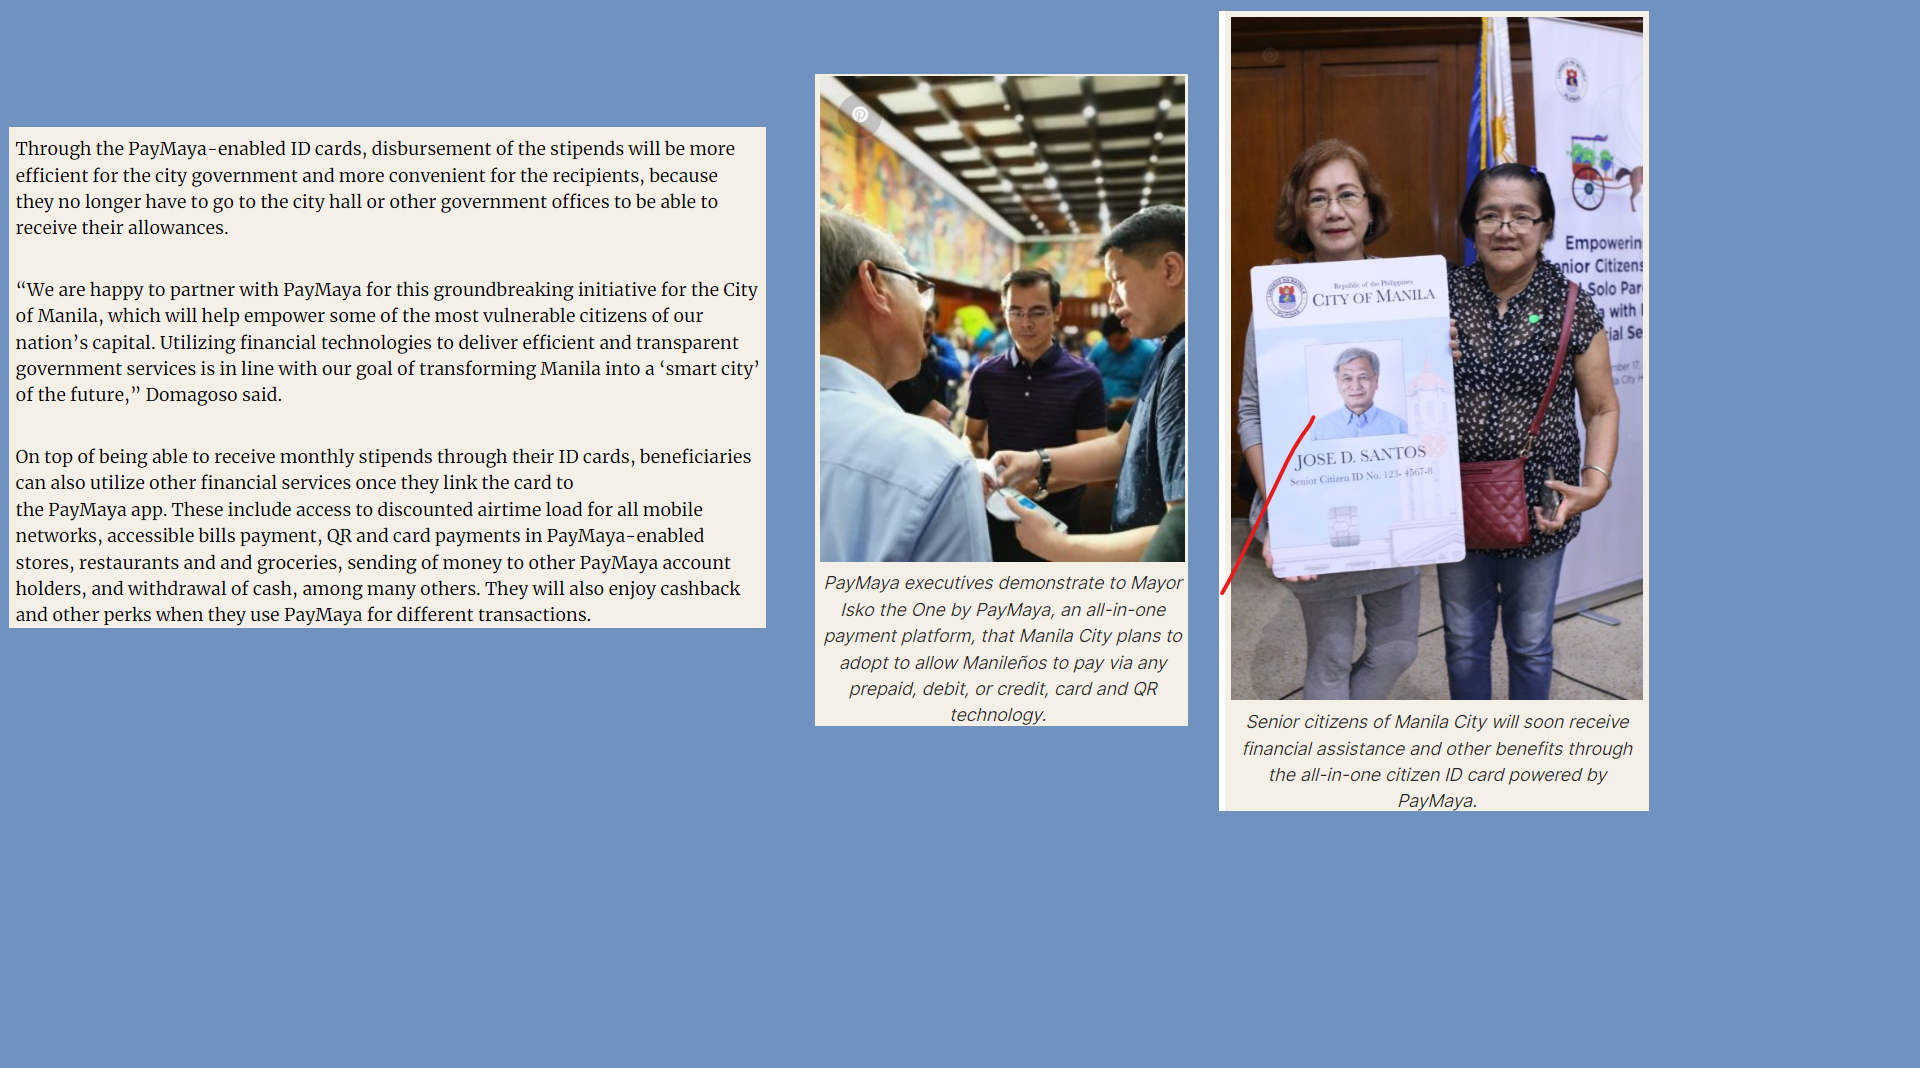 Through the PayMaya-enabled ID cards, disbursement of the stipends will be more
efficient for the city government and more convenient for the recipients, because
they no longer have to go to the city hall or other government offices to be able to
receive their allowances.
“We are happy to partner with PayMaya for this groundbreaking initiative for the City
of Manila, which will help empower some of the most vulnerable citizens of our
nation’s capital. Utilizing financial technologies to deliver efficient and transparent
government services is in line with our goal of transforming Manila into a ‘smart city’
of the future,” Domagoso said.
On top of being able to receive monthly stipends through their ID cards, beneficiaries
can also utilize other financial services once they link the card to
the PayMaya app. These include access to discounted airtime load for all mobile
networks, accessible bills payment, QR and card payments in PayMaya-enabled
stores, restaurants and and groceries, sending of money to other PayMaya account
holders, and withdrawal of cash, among many others. They will also enjoy cashback
and other perks when they use PayMaya for different transactions.
PayMaya executives demonstrate to Mayor
Isko the One by PayMaya, an all-in-one
payment platform, that Manila City plans to
adopt to allow Manileños to pay via any
prepaid, debit, or credit, card and QR
technology.
Republic of the Philippines
CITY OF MANILA
JOSE D. SANTOS
Senior Citizen ID No. 123- 4567-8
Empowerin
enior Citizens
Solo Par
a with
ial Se
Senior citizens of Manila City will soon receive
financial assistance and other benefits through
the all-in-one citizen ID card powered by
PayMaya.